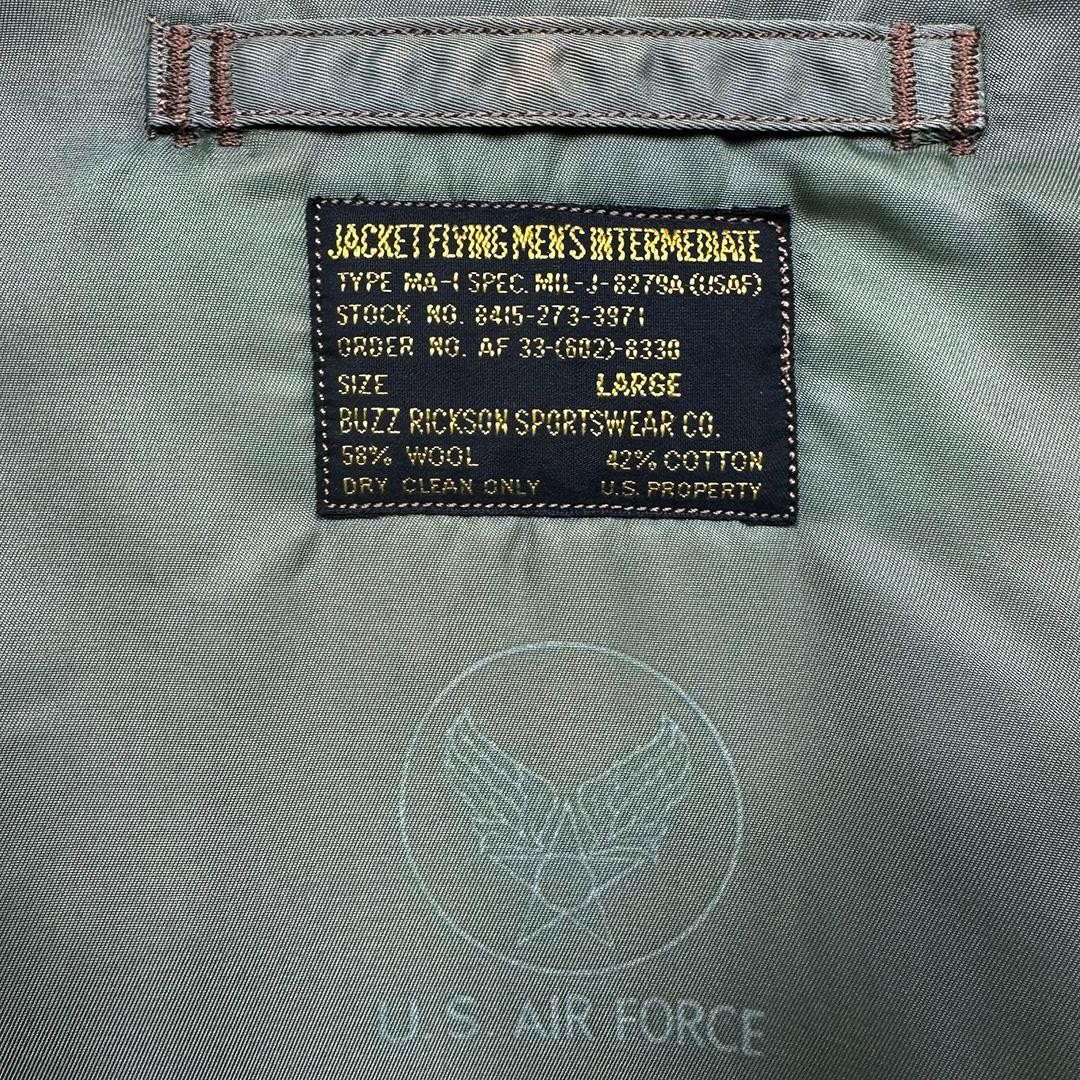 JACKET FLYING MEN'S INTERMEDIATE
TYPE MA-1 SPEC. MIL-J-8279A (USAF)
STOCK NO. 8415-273-3971
ORDER NO. AF 33-(602)-8330
SIZE LARGE
BUZZ RICKSON SPORTSWEAR CO.
58% WOOL 42% COTTON
DRY CLEAN ONLY U.S. PROPERTY
U.S. AIR FORCE